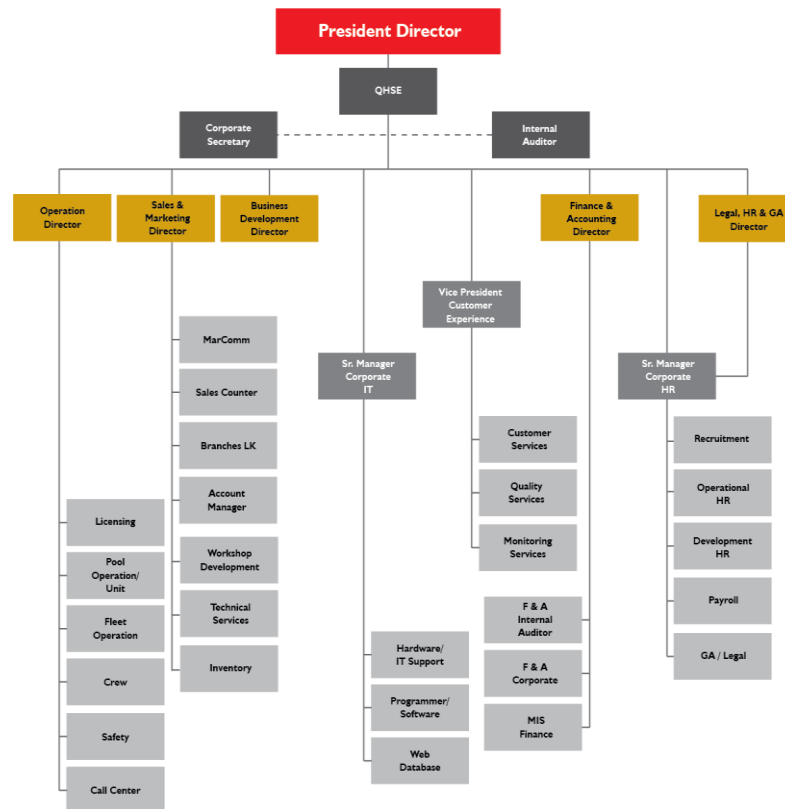 President Director
QHSE
Corporate
Secretary
Internal
Auditor
Operation
Director
Sales &
Marketing
Director
Business
Development
Director
Finance &
Accounting
Director
Legal, HR & GA
Director
Vice President
Customer
Experience
Sr. Manager
Corporate
IT
Sr. Manager
Corporate
HR
MarComm
Sales Counter
Branches LK
Account
Manager
Workshop
Development
Technical
Services
Inventory
Licensing
Pool
Operation/
Unit
Fleet
Operation
Crew
Safety
Call Center
Hardware/
IT Support
Programmer/
Software
Web
Database
Customer
Services
Quality
Services
Monitoring
Services
F & A
Internal
Auditor
F & A
Corporate
MIS
Finance
Recruitment
Operational
HR
Development
HR
Payroll
GA / Legal